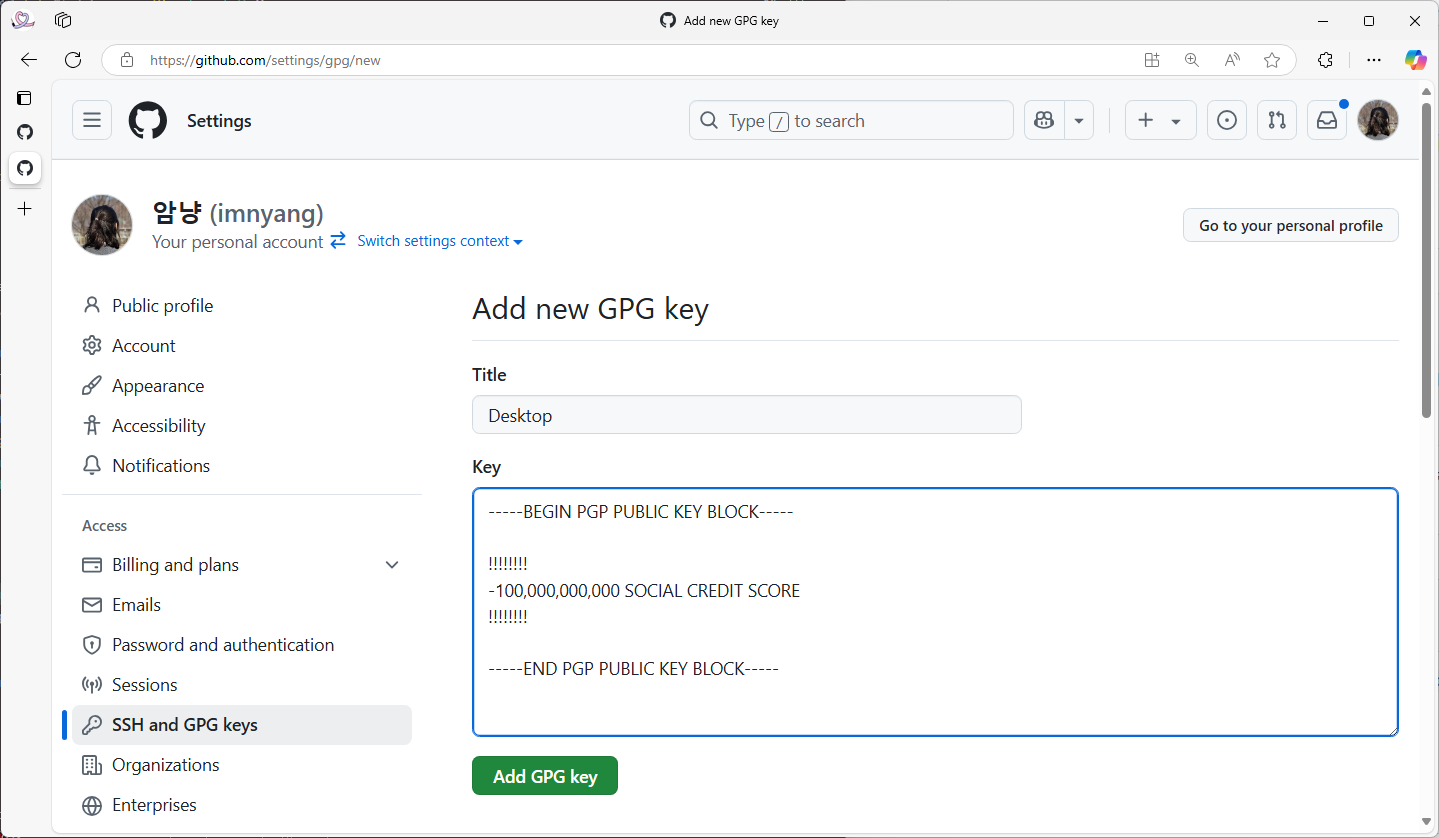 Add new GPG key
https://github.com/settings/gpg/new
Settings
Type / to search
암냥 (imnyang)
Your personal account
Switch settings context
Go to your personal profile
Public profile
Account
Appearance
Accessibility
Notifications
Access
Billing and plans
Emails
Password and authentication
Sessions
SSH and GPG keys
Organizations
Enterprises
Add new GPG key
Title
Desktop
Key
-----BEGIN PGP PUBLIC KEY BLOCK-----
!!!!!!!!
-100,000,000,000 SOCIAL CREDIT SCORE
!!!!!!!!
-----END PGP PUBLIC KEY BLOCK-----
Add GPG key